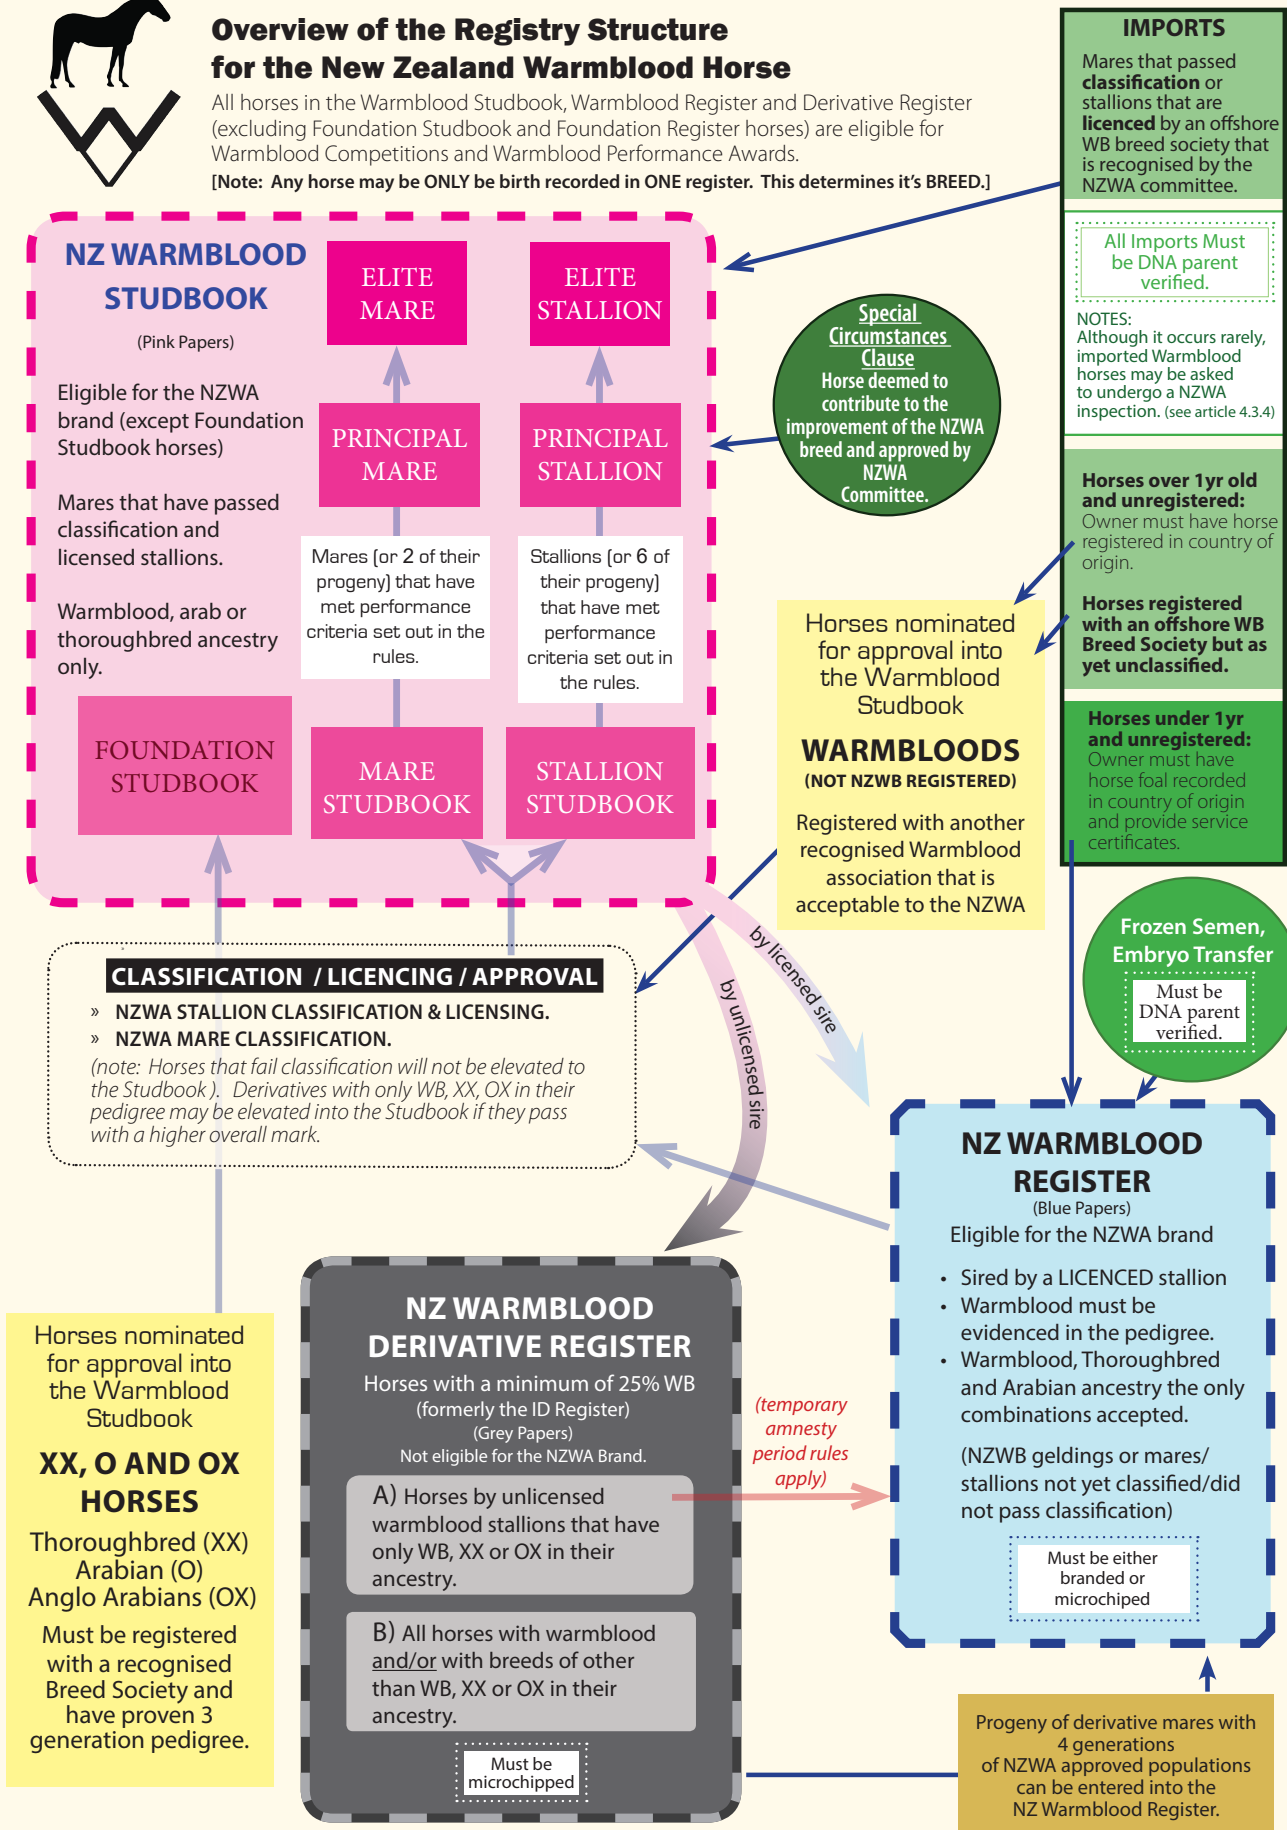 Overview of the Registry Structure
for the New Zealand Warmblood Horse
All horses in the Warmblood Studbook, Warmblood Register and Derivative Register
(excluding Foundation Studbook and Foundation Register horses) are eligible for
Warmblood Competitions and Warmblood Performance Awards.
[Note: Any horse may be ONLY be birth recorded in ONE register. This determines it's BREED.]
IMPORTS
Mares that passed
classification or
stallions that are
licenced by an offshore
WB breed society that
is recognised by the
NZWA committee.
All Imports Must
be DNA parent
verified.
NOTES:
Although it occurs rarely,
imported Warmblood
horses may be asked
to undergo a NZWA
inspection. (see article 4.3.4)
Horses over 1yr old
and unregistered:
Owner must have horse
registered in country of
origin.
Horses registered
with an offshore WB
Breed Society but as
yet unclassified.
Horses under 1yr
and unregistered:
Owner must have
horse foal recorded
in country of origin
and provide service
certificates.
NZ WARMBLOOD
STUDBOOK
(Pink Papers)
Eligible for the NZWA
brand (except Foundation
Studbook horses)
Mares that have passed
classification and
licensed stallions.
Warmblood, arab or
thoroughbred ancestry
only.
FOUNDATION
STUDBOOK
ELITE
MARE
PRINCIPAL
MARE
Mares (or 2 of their
progeny) that have
met performance
criteria set out in the
rules.
MARE
STUDBOOK
ELITE
STALLION
PRINCIPAL
STALLION
Stallions (or 6 of
their progeny)
that have met
performance
criteria set out in
the rules.
STALLION
STUDBOOK
Special
Circumstances
Clause
Horse deemed to
contribute to the
improvement of the NZWA
breed and approved by
NZWA
Committee.
Horses nominated
for approval into
the Warmblood
Studbook
WARMBLOODS
(NOT NZWB REGISTERED)
Registered with another
recognised Warmblood
association that is
acceptable to the NZWA
by licensed sire
by unlicensed sire
Frozen Semen,
Embryo Transfer
Must be
DNA parent
verified.
CLASSIFICATION / LICENCING / APPROVAL
» NZWA STALLION CLASSIFICATION & LICENSING.
» NZWA MARE CLASSIFICATION.
(note: Horses that fail classification will not be elevated to
the Studbook ). Derivatives with only WB, XX, OX in their
pedigree may be elevated into the Studbook if they pass
with a higher overall mark.
NZ WARMBLOOD
REGISTER
(Blue Papers)
Eligible for the NZWA brand
• Sired by a LICENCED stallion
• Warmblood must be
evidenced in the pedigree.
• Warmblood, Thoroughbred
and Arabian ancestry the only
combinations accepted.
(NZWB geldings or mares/
stallions not yet classified/did
not pass classification)
Must be either
branded or
microchiped
Horses nominated
for approval into
the Warmblood
Studbook
XX, O AND OX
HORSES
Thoroughbred (XX)
Arabian (O)
Anglo Arabians (OX)
Must be registered
with a recognised
Breed Society and
have proven 3
generation pedigree.
NZ WARMBLOOD
DERIVATIVE REGISTER
Horses with a minimum of 25% WB
(formerly the ID Register)
(Grey Papers)
Not eligible for the NZWA Brand.
A) Horses by unlicensed
warmblood stallions that have
only WB, XX or OX in their
ancestry.
B) All horses with warmblood
and/or with breeds of other
than WB, XX or OX in their
ancestry.
Must be
microchipped
(temporary
amnesty
period rules
apply)
Progeny of derivative mares with
4 generations
of NZWA approved populations
can be entered into the
NZ Warmblood Register.